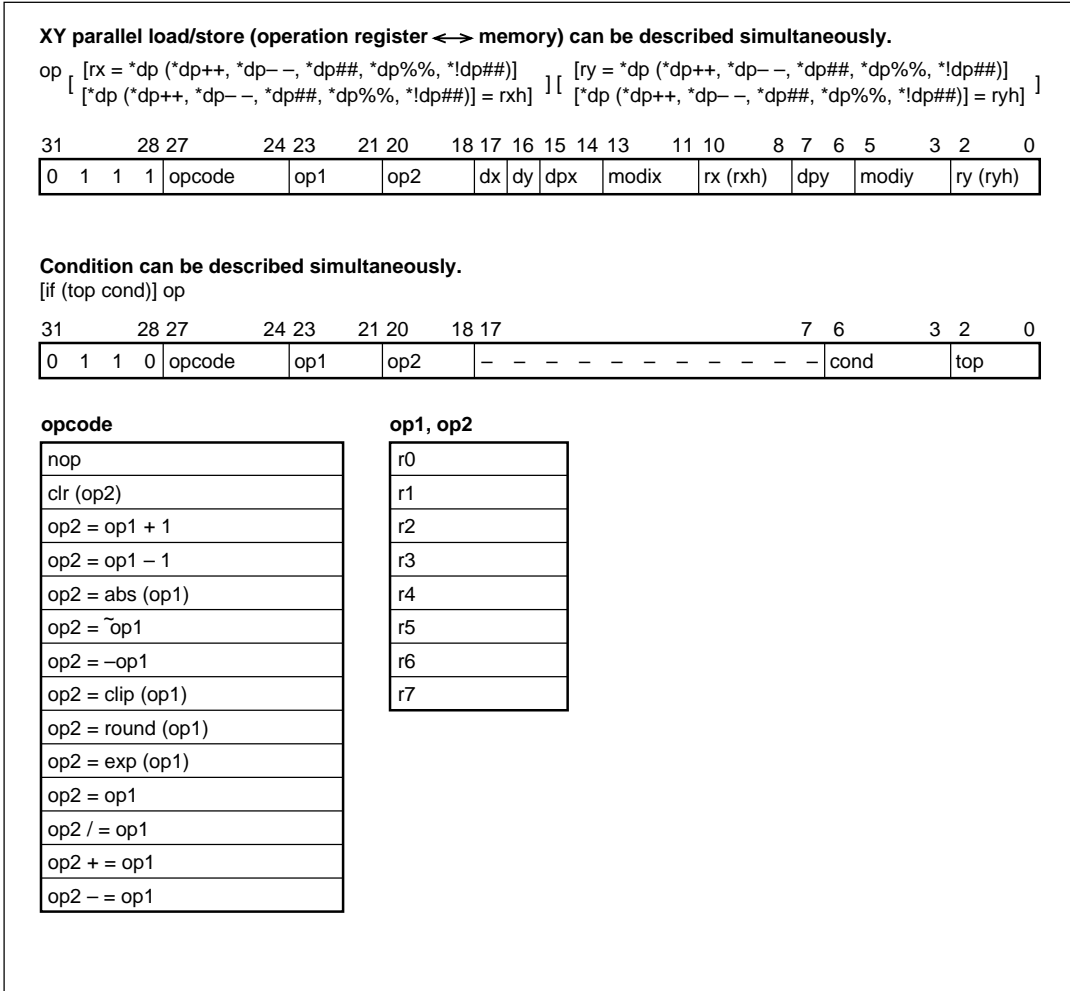 XY parallel load/store (operation register ⟷ memory) can be described simultaneously.
op [ [rx = *dp (*dp++, *dp– –, *dp##, *dp%%, *!dp##)] ] [ [ry = *dp (*dp++, *dp– –, *dp##, *dp%%, *!dp##)] ]
[*dp (*dp++, *dp– –, *dp##, *dp%%, *!dp##)] = rxh] [*dp (*dp++, *dp– –, *dp##, *dp%%, *!dp##)] = ryh]
31 28 27 24 23 21 20 18 17 16 15 14 13 11 10 8 7 6 5 3 2 0
0 1 1 1 opcode op1 op2 dx dy dpx modix rx (rxh) dpy modiy ry (ryh)
Condition can be described simultaneously.
[if (top cond)] op
31 28 27 24 23 21 20 18 17 7 6 3 2 0
0 1 1 0 opcode op1 op2 – – – – – – – – – – – cond top
opcode op1, op2
nop r0
clr (op2) r1
op2 = op1 + 1 r2
op2 = op1 – 1 r3
op2 = abs (op1) r4
op2 = ~op1 r5
op2 = –op1 r6
op2 = clip (op1) r7
op2 = round (op1)
op2 = exp (op1)
op2 = op1
op2 / = op1
op2 + = op1
op2 – = op1